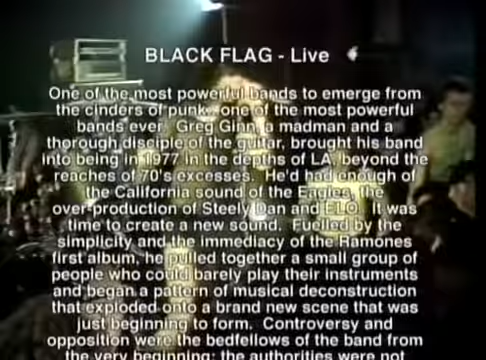 BLACK FLAG - Live
One of the most powerful bands to emerge from
the cinders of punk, one of the most powerful
bands ever. Greg Ginn, a madman and a
thorough disciple of the guitar, brought his band
into being in 1977 in the depths of LA, beyond the
reaches of 70's excesses. He'd had enough of
the California sound of the Eagles, the
over-production of Steely Dan and ELO. It was
time to create a new sound. Fuelled by the
simplicity and the immediacy of the Ramones
first album, he pulled together a small group of
people who could barely play their instruments
and began a pattern of musical deconstruction
that exploded onto a brand new scene that was
just beginning to form. Controversy and
opposition were the bedfellows of the band from
the very beginning; the authorities were not